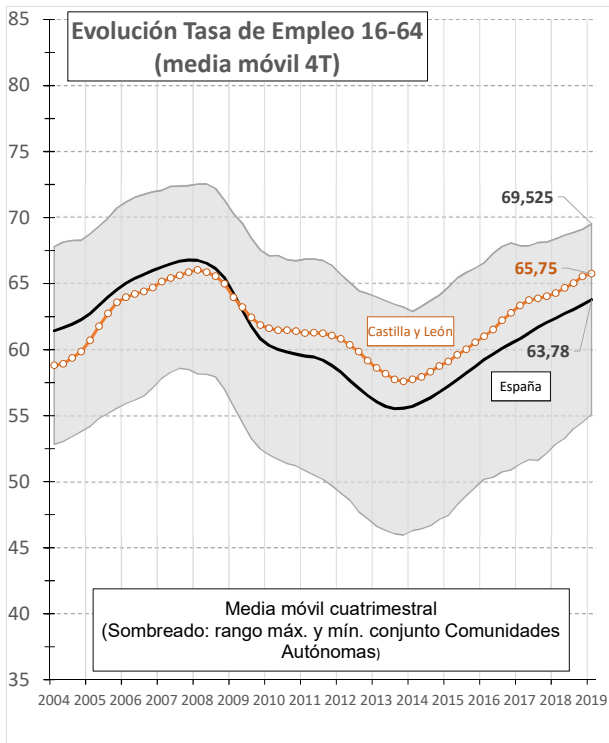 Evolución Tasa de Empleo 16-64
(media móvil 4T)
85
80
75
70
65
60
55
50
45
40
35
69,525
65,75
Castilla y León
63,78
España
Media móvil cuatrimestral
(Sombreado: rango máx. y mín. conjunto Comunidades
Autónomas)
2004 2005 2006 2007 2008 2009 2010 2011 2012 2013 2014 2015 2016 2017 2018 2019